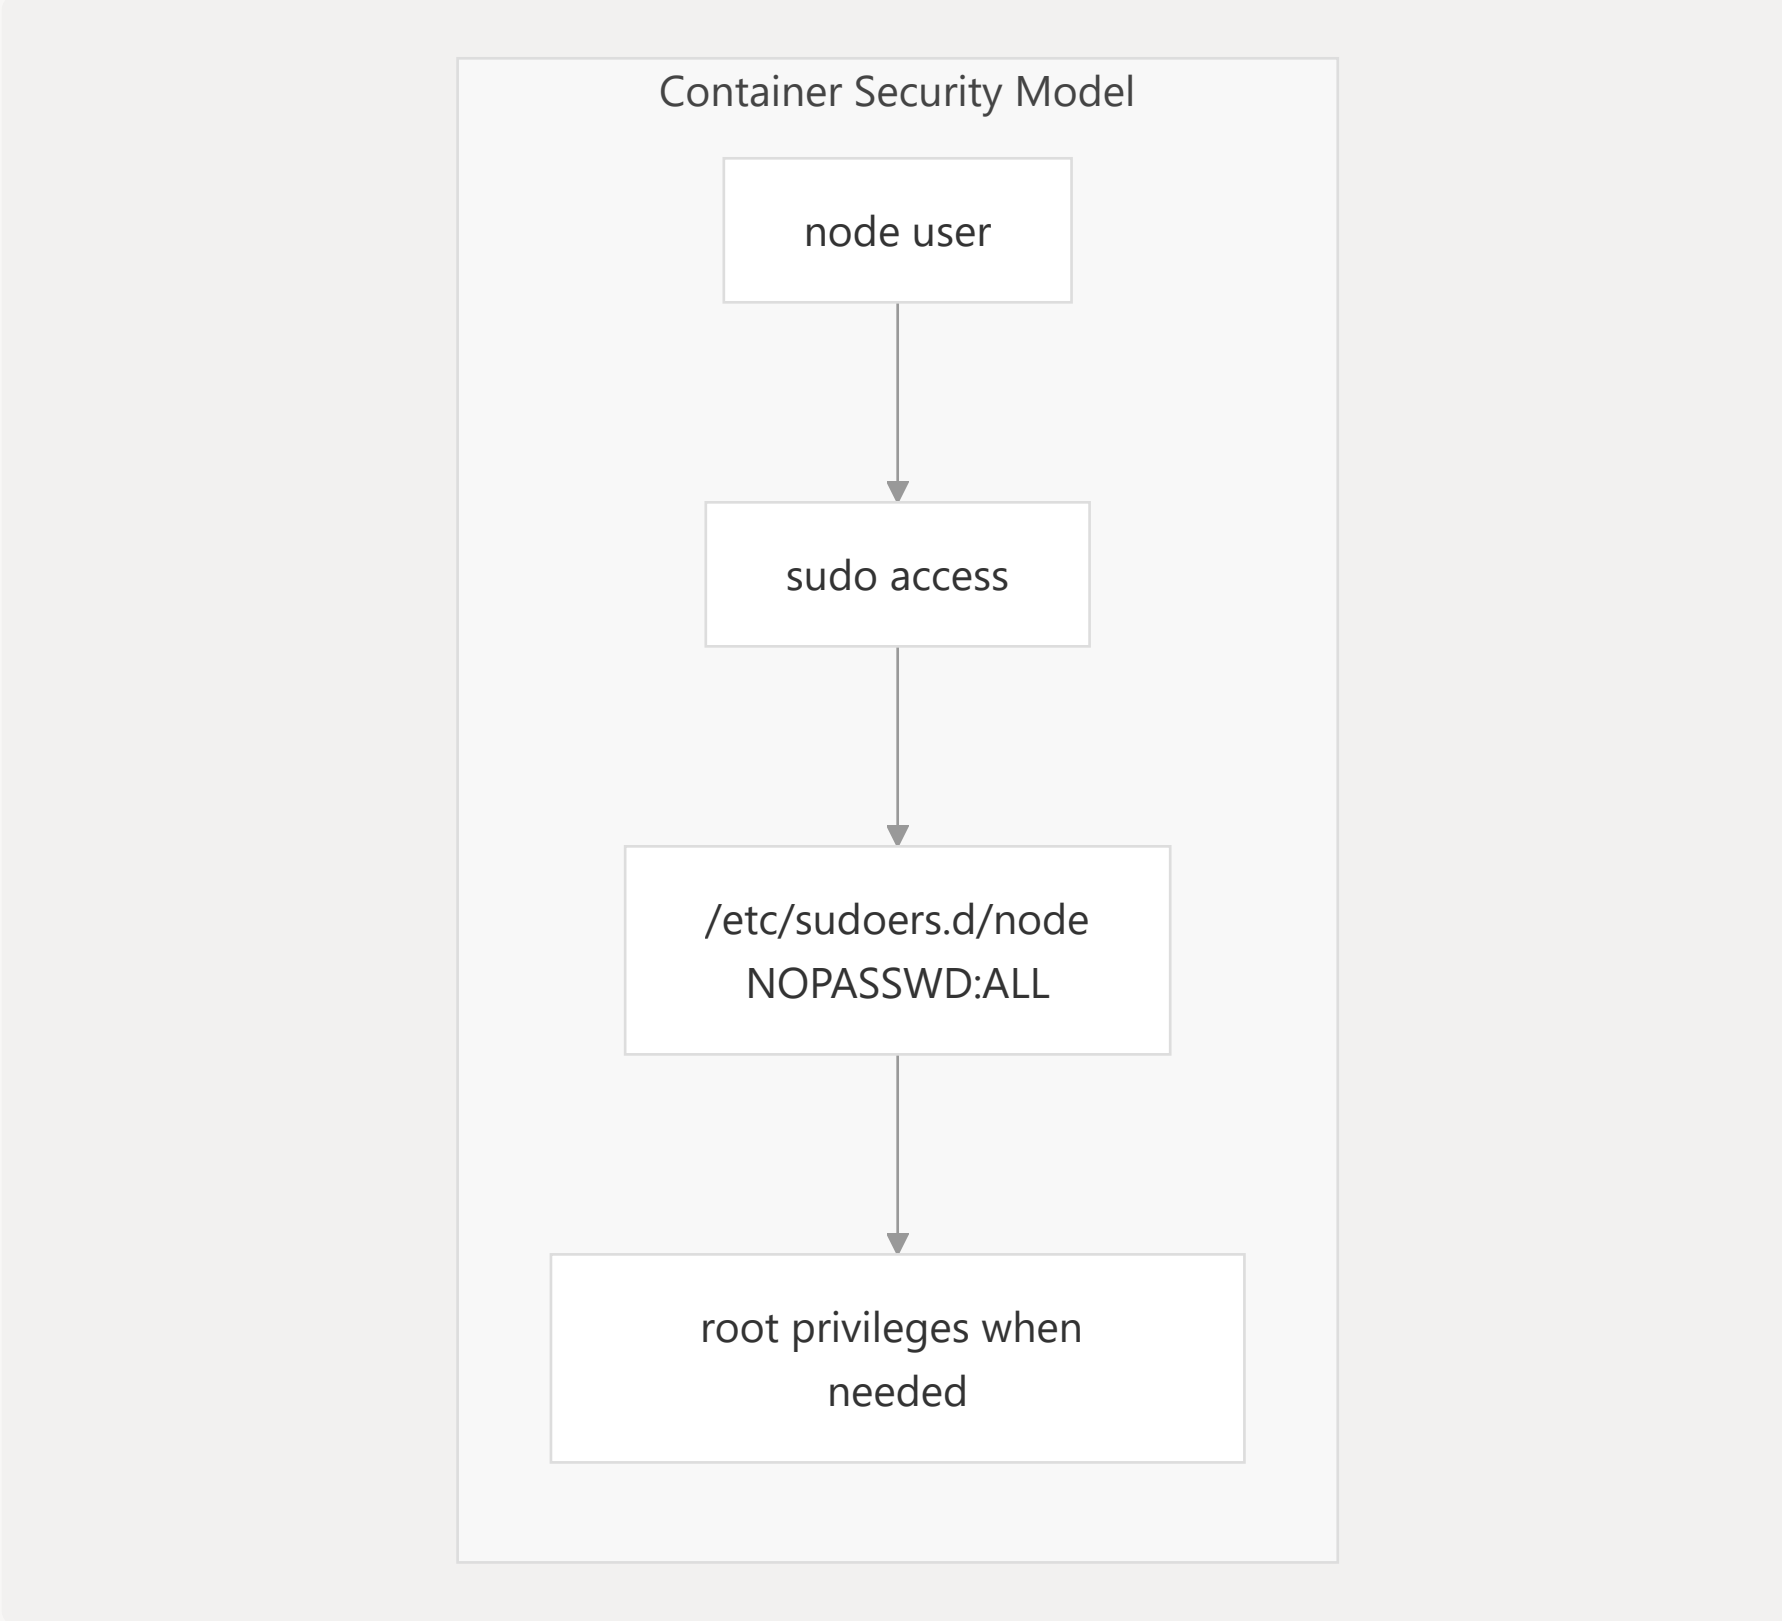 Container Security Model
node user
sudo access
/etc/sudoers.d/node
NOPASSWD:ALL
root privileges when
needed